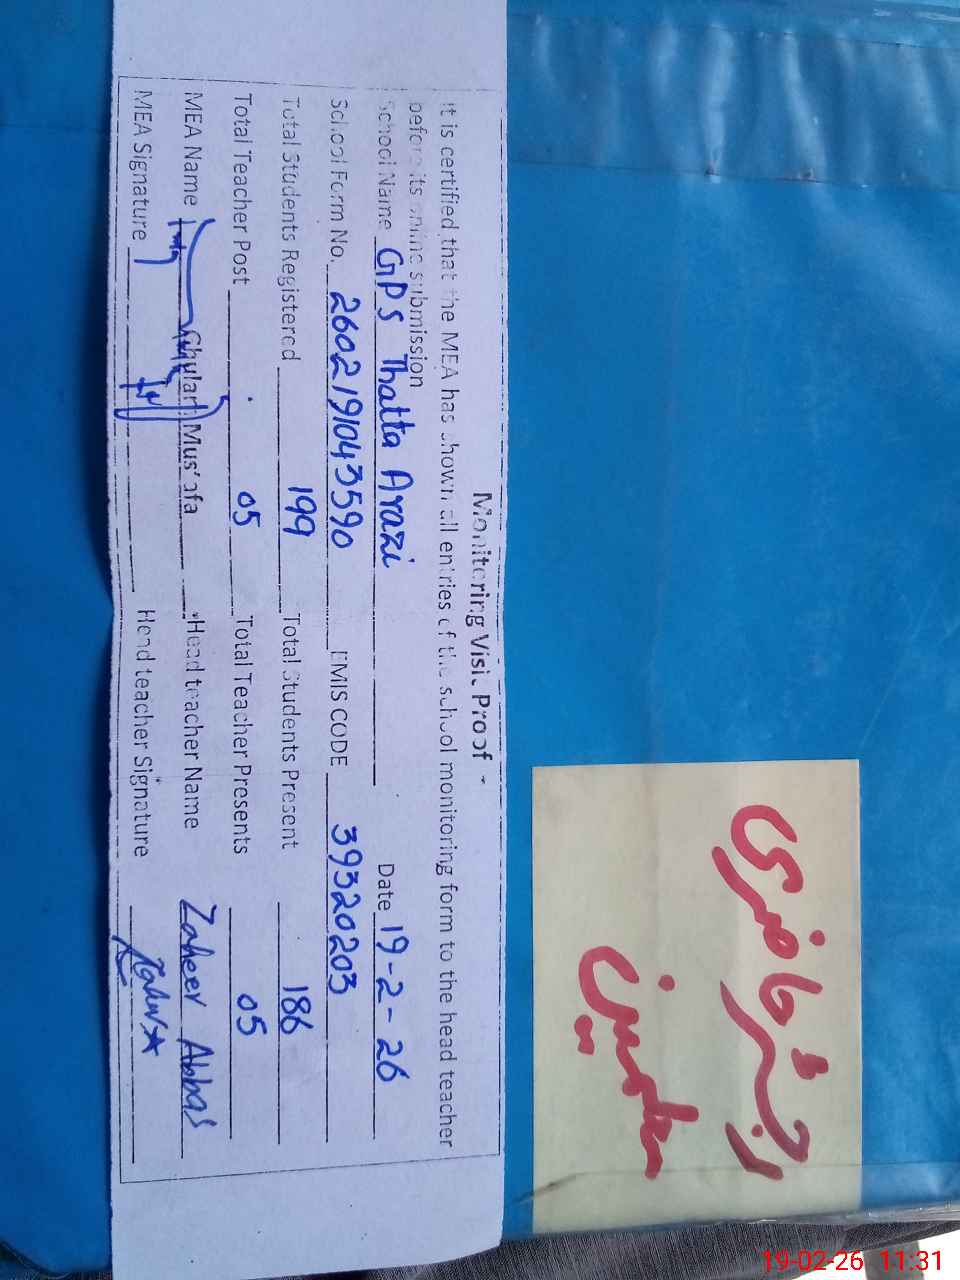 Monitoring Visit Proof -
It is certified that the MEA has shown all entries of the school monitoring form to the head teacher
before its online submission
School Name GPS Thatta Arazi Date 19-2-26
School Form No. 2602191043590 EMIS CODE 39320203
Total Students Registered 199 Total Students Present 186
Total Teacher Post 05 Total Teacher Presents 05
MEA Name Ghulam Mustafa Head teacher Name Zaheer Abbas
MEA Signature Head teacher Signature
رجسٹر حاضری
معلمین
19-02-26 11:31